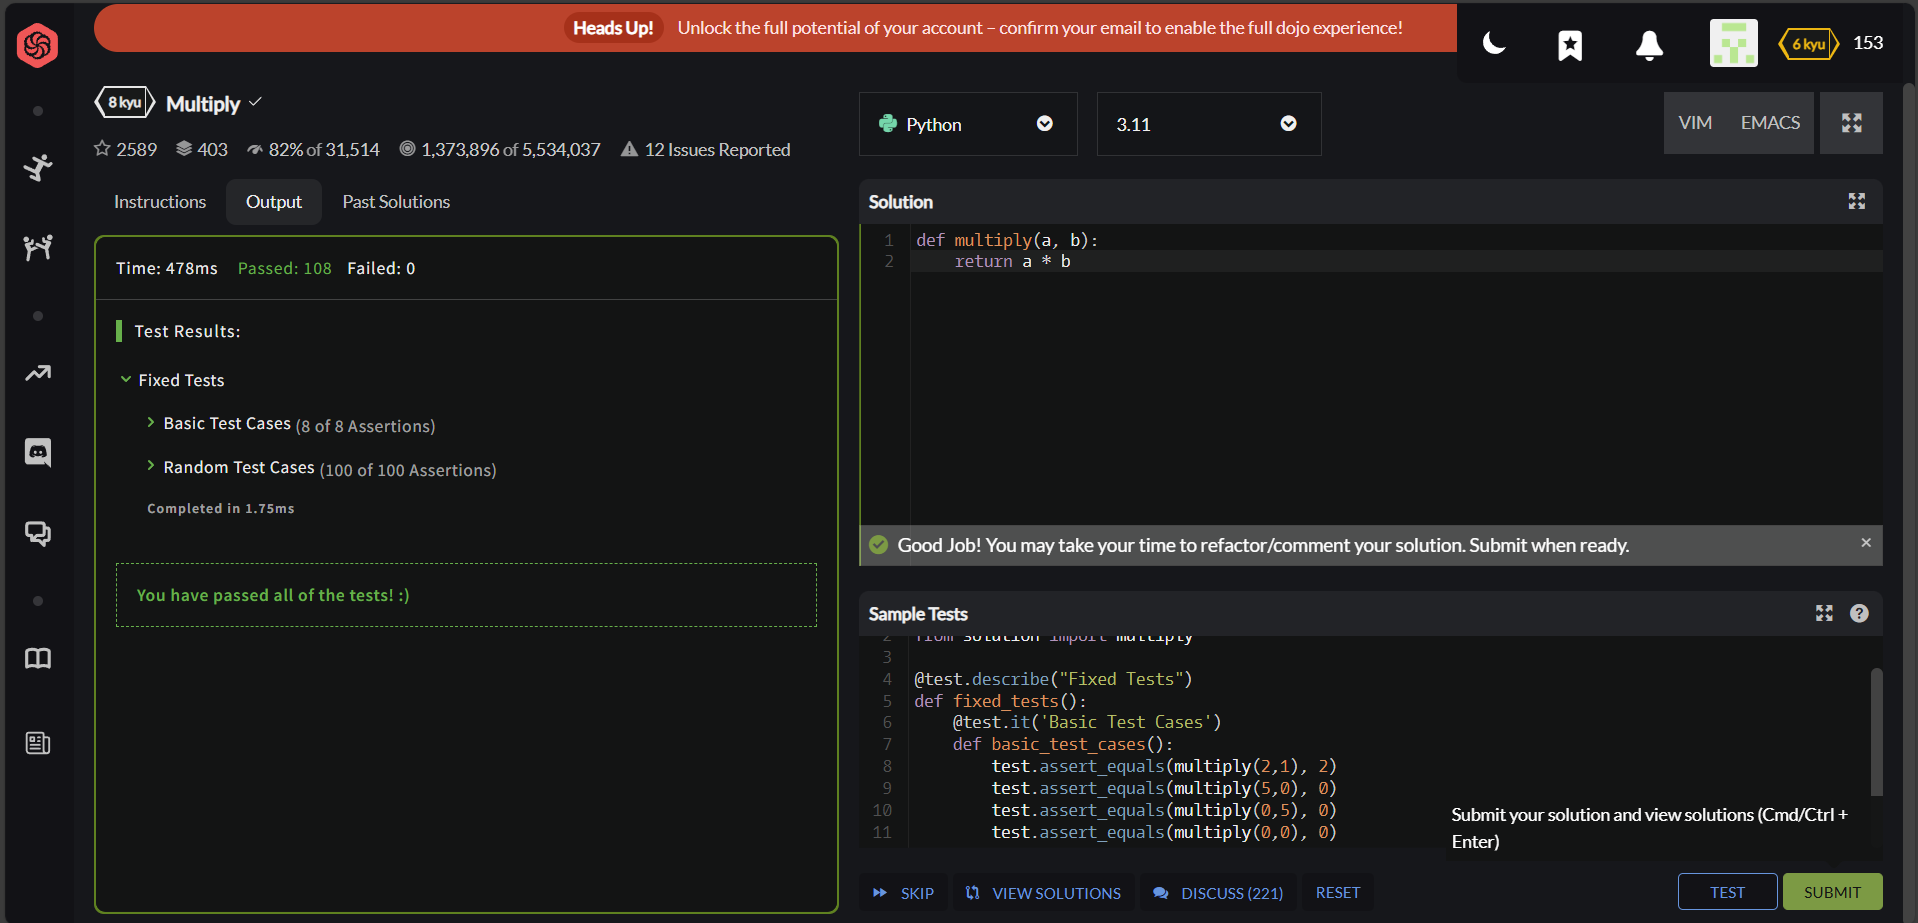 Heads Up! Unlock the full potential of your account – confirm your email to enable the full dojo experience!
6 kyu 153
8 kyu Multiply
2589 403 82% of 31,514 1,373,896 of 5,534,037 12 Issues Reported
Python 3.11 VIM EMACS
Instructions Output Past Solutions
Time: 478ms Passed: 108 Failed: 0
Test Results:
Fixed Tests
Basic Test Cases (8 of 8 Assertions)
Random Test Cases (100 of 100 Assertions)
Completed in 1.75ms
You have passed all of the tests! :)
Solution
1 def multiply(a, b):
2     return a * b
Good Job! You may take your time to refactor/comment your solution. Submit when ready.
Sample Tests
2 from solution import multiply
3
4 @test.describe("Fixed Tests")
5 def fixed_tests():
6     @test.it('Basic Test Cases')
7     def basic_test_cases():
8         test.assert_equals(multiply(2,1), 2)
9         test.assert_equals(multiply(5,0), 0)
10         test.assert_equals(multiply(0,5), 0)
11         test.assert_equals(multiply(0,0), 0)
Submit your solution and view solutions (Cmd/Ctrl +
Enter)
SKIP VIEW SOLUTIONS DISCUSS (221) RESET TEST SUBMIT